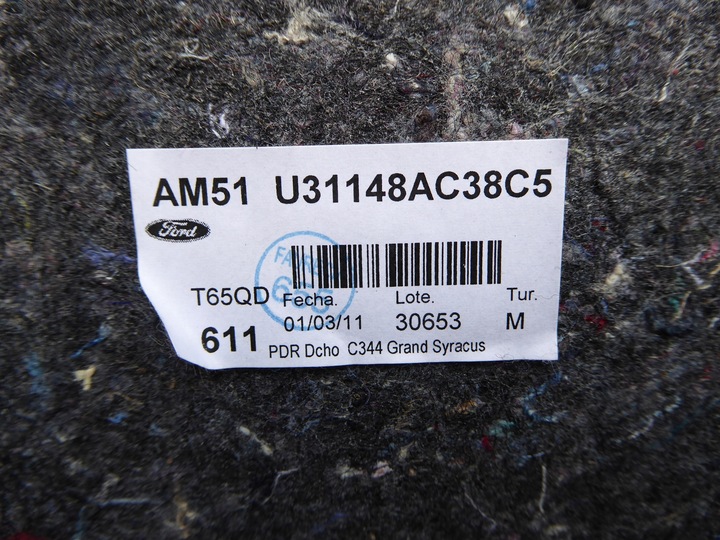 AM51 U31148AC38C5
Ford
T65QD Fecha. Lote. Tur.
611 01/03/11 30653 M
PDR Dcho C344 Grand Syracus